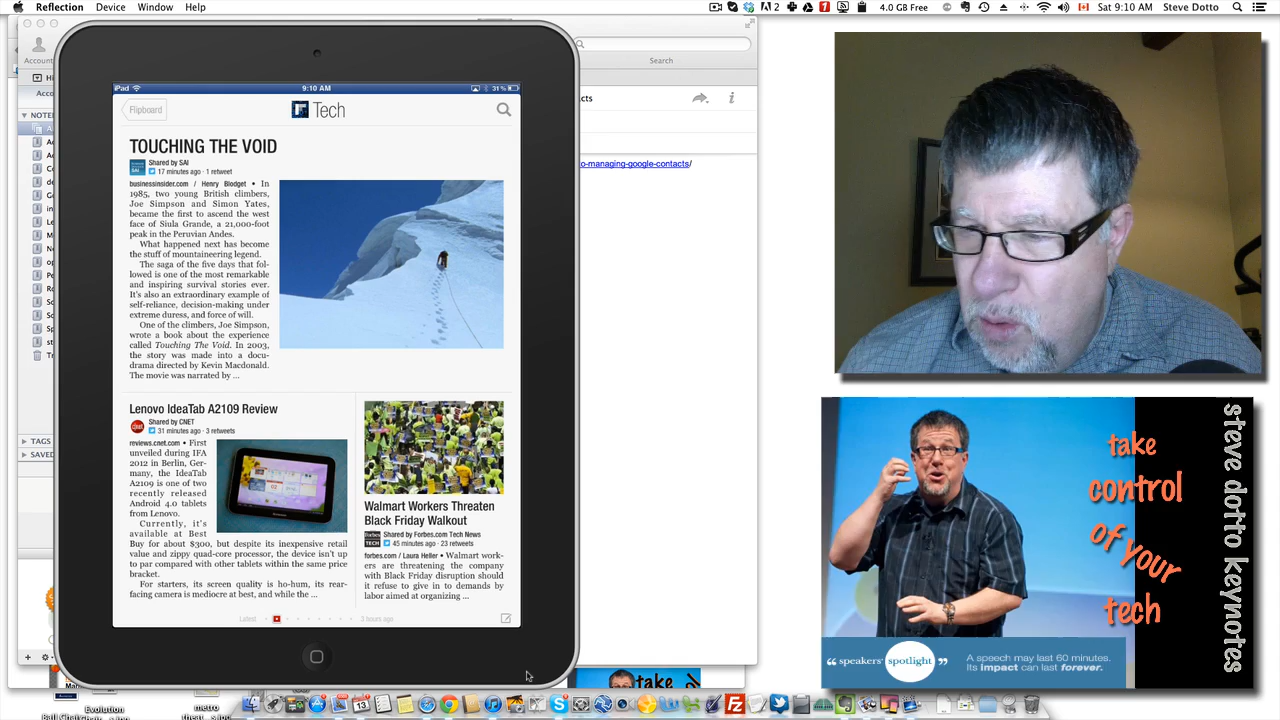 Reflection Device Window Help
2 1 4.0 GB Free Sat 9:10 AM Steve Dotto
Search
TAGS
iPad 9:10 AM 31%
Flipboard
Tech
TOUCHING THE VOID
Shared by SAI
17 minutes ago · 1 retweet
businessinsider.com / Henry Blodget • In
1985, two young British climbers,
Joe Simpson and Simon Yates,
became the first to ascend the west
face of Siula Grande, a 21,000-foot
peak in the Peruvian Andes.
What happened next has become
the stuff of mountaineering legend.
The saga of the five days that fol-
lowed is one of the most remarkable
and inspiring survival stories ever.
It's also an extraordinary example of
self-reliance, decision-making under
extreme duress, and force of will.
One of the climbers, Joe Simpson,
wrote a book about the experience
called Touching The Void. In 2003,
the story was made into a docu-
drama directed by Kevin Macdonald.
The movie was narrated by ...
Lenovo IdeaTab A2109 Review
Shared by CNET
31 minutes ago · 3 retweets
reviews.cnet.com • First
unveiled during IFA
2012 in Berlin, Ger-
many, the IdeaTab
A2109 is one of two
recently released
Android 4.0 tablets
from Lenovo.
Currently, it's
available at Best
Buy for about $300, but despite its inexpensive retail
value and zippy quad-core processor, the device isn't up
to par compared with other tablets within the same price
bracket.
For starters, its screen quality is ho-hum, its rear-
facing camera is mediocre at best, and while the ...
Walmart Workers Threaten
Black Friday Walkout
Forbes TECH
Shared by Forbes.com Tech News
45 minutes ago · 23 retweets
forbes.com / Laura Heller • Walmart work-
ers are threatening the company
with Black Friday disruption should
it refuse to give in to demands by
labor aimed at organizing ...
Latest 3 hours ago
o-managing-google-contacts/
take
control
of your
tech
steve dotto keynotes
"speakers' spotlight"
A speech may last 60 minutes.
its impact can last forever.
take
Evolution
metro